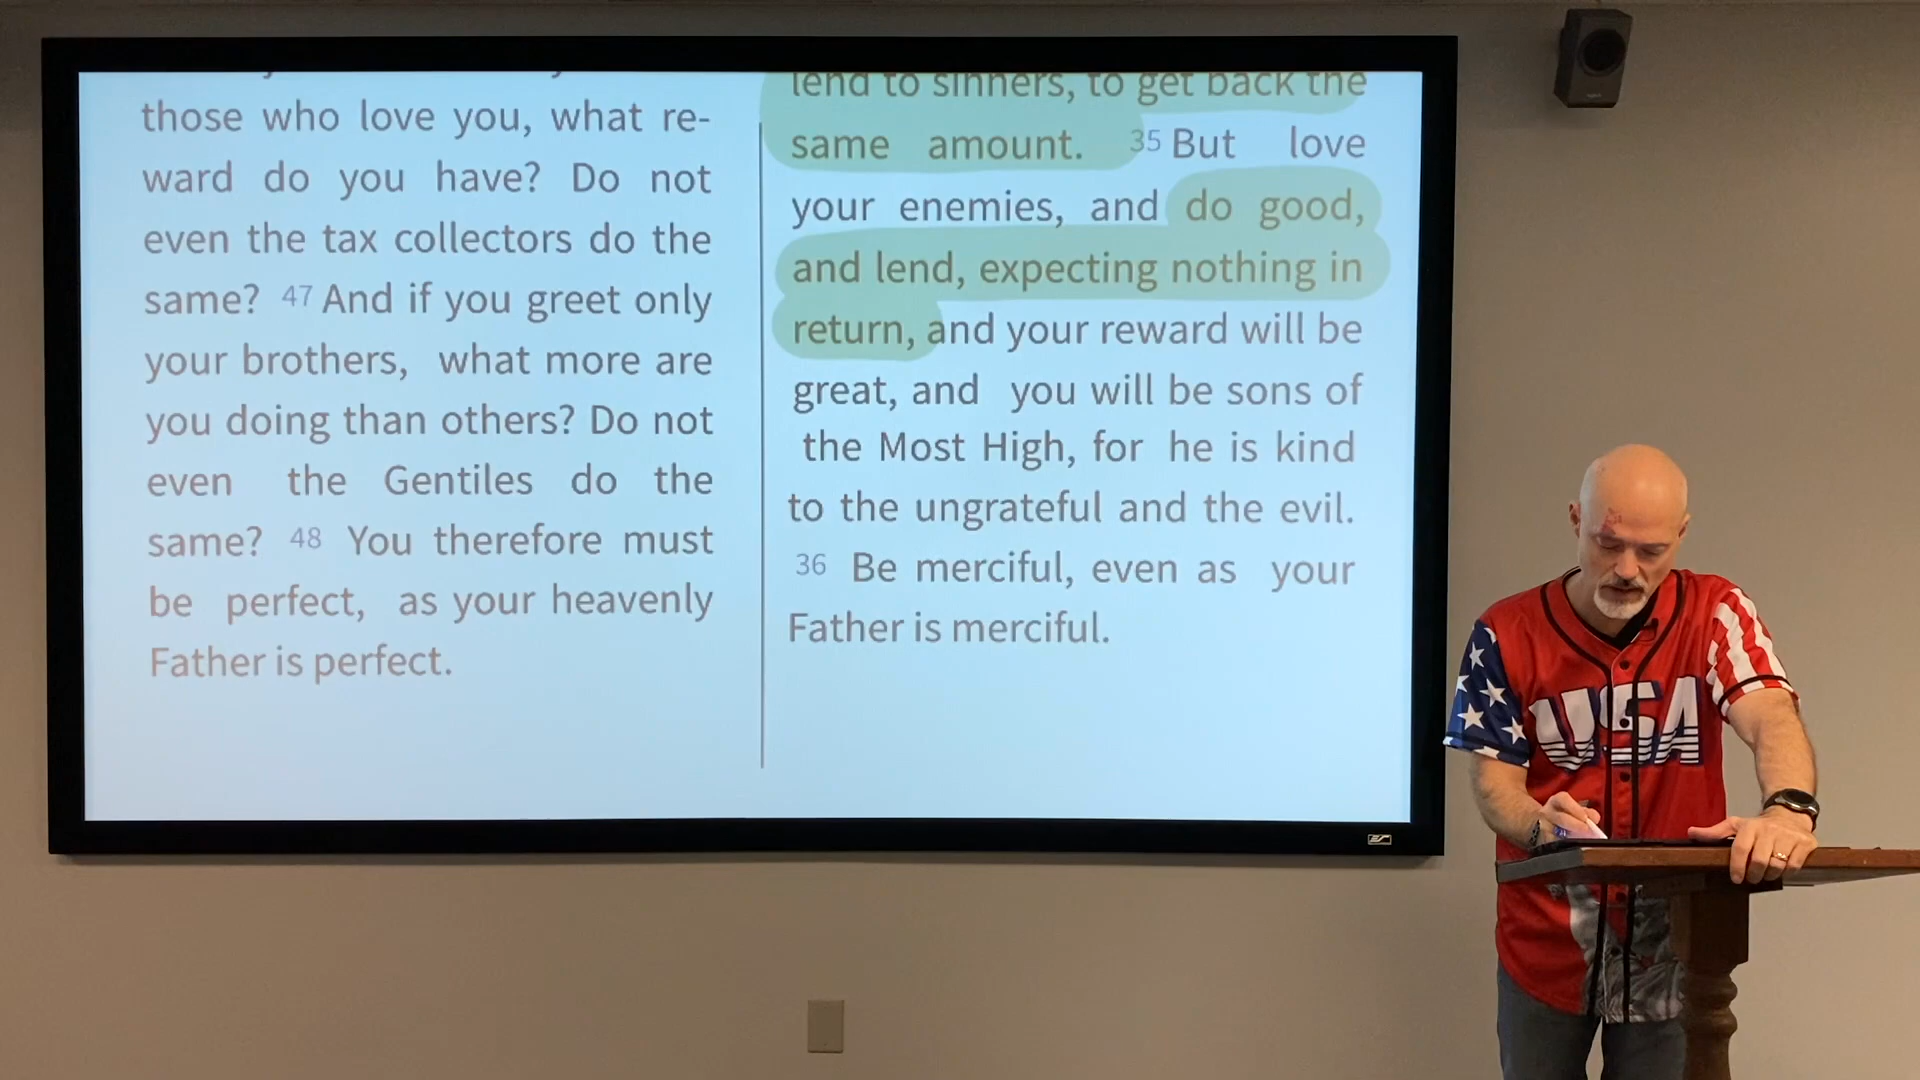 those who love you, what re-
ward do you have? Do not
even the tax collectors do the
same? 47 And if you greet only
your brothers, what more are
you doing than others? Do not
even the Gentiles do the
same? 48 You therefore must
be perfect, as your heavenly
Father is perfect.
lend to sinners, to get back the
same amount. 35 But love
your enemies, and do good,
and lend, expecting nothing in
return, and your reward will be
great, and you will be sons of
the Most High, for he is kind
to the ungrateful and the evil.
36 Be merciful, even as your
Father is merciful.
USA